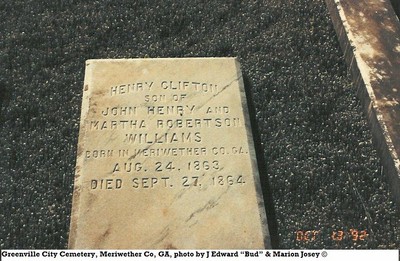 HENRY CLIFTON
SON OF
JOHN HENRY AND
MARTHA ROBERTSON
WILLIAMS
BORN IN MERIWETHER CO. GA.
AUG. 24, 1863.
DIED SEPT. 27, 1864.
OCT 13 '92
Greenville City Cemetery, Meriwether Co, GA, photo by J Edward “Bud” & Marion Josey ©